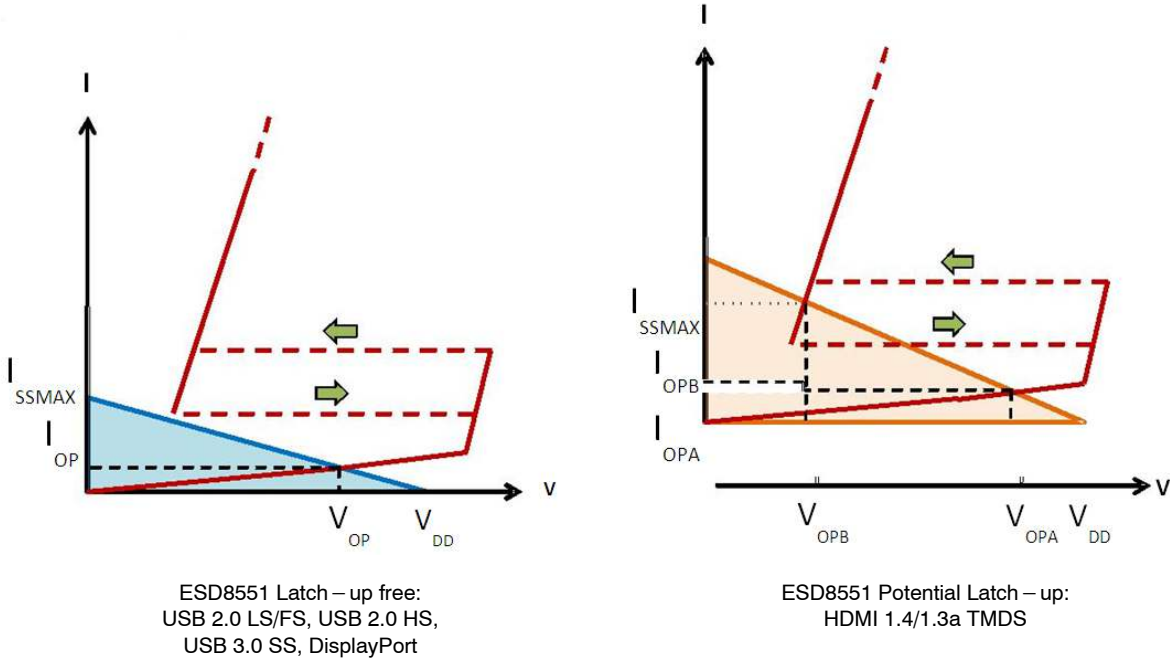 I
I
SSMAX
I
OP
V
OP
V
DD
V
ESD8551 Latch – up free:
USB 2.0 LS/FS, USB 2.0 HS,
USB 3.0 SS, DisplayPort
I
I
SSMAX
I
OPB
I
OPA
V
OPB
V
OPA
V
DD
V
ESD8551 Potential Latch – up:
HDMI 1.4/1.3a TMDS